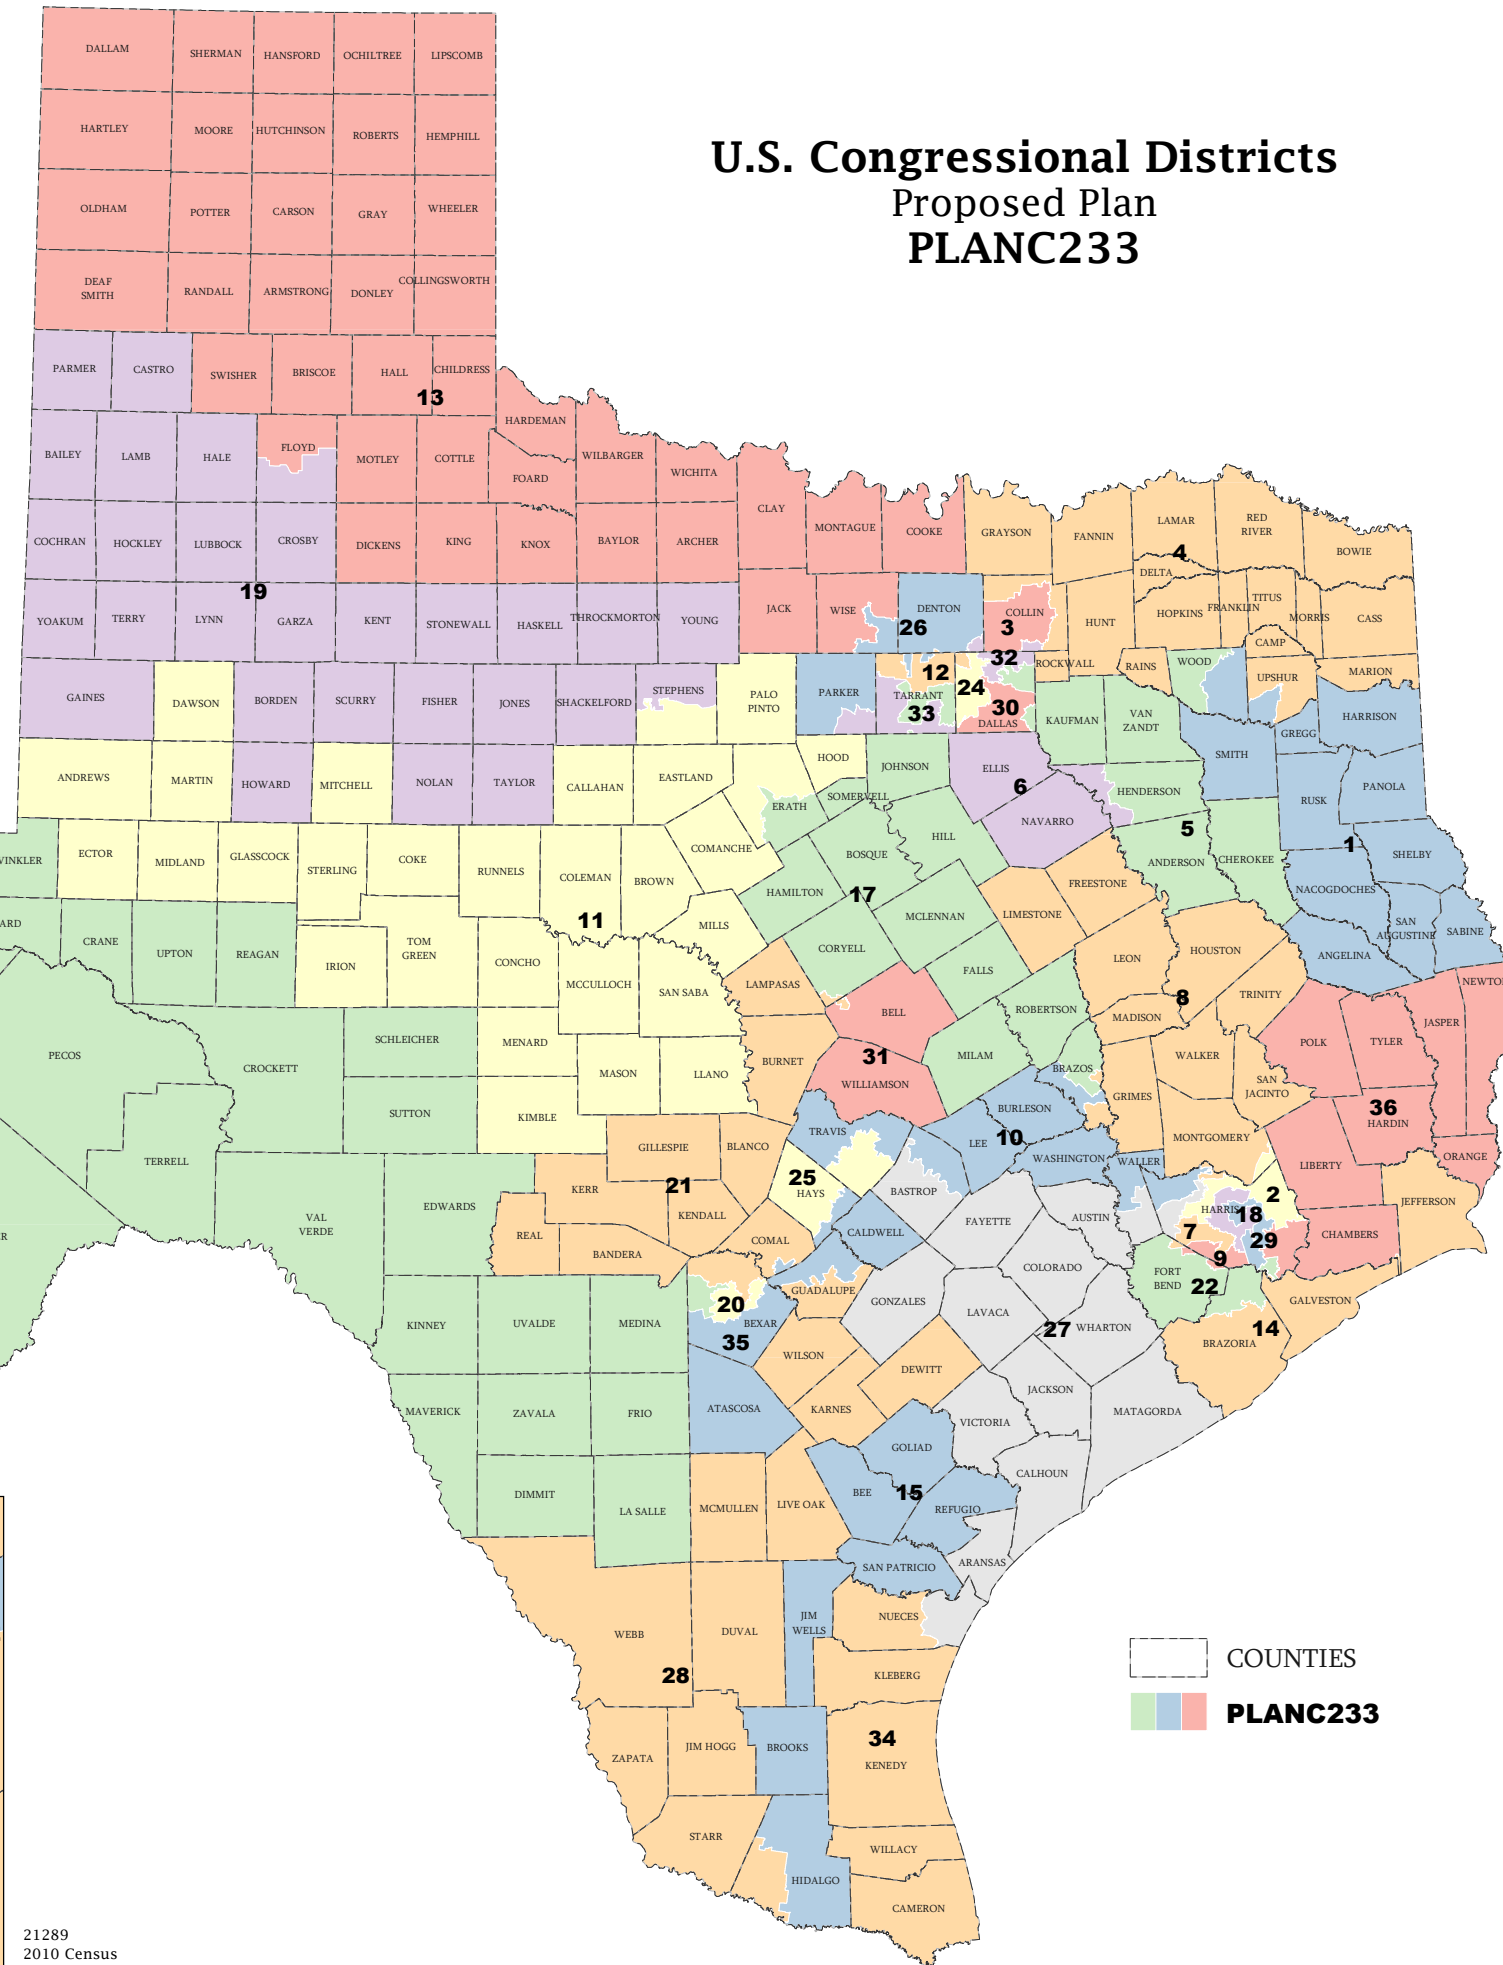 U.S. Congressional Districts
Proposed Plan
PLANC233
DALLAM
SHERMAN
HANSFORD
OCHILTREE
LIPSCOMB
HARTLEY
MOORE
HUTCHINSON
ROBERTS
HEMPHILL
OLDHAM
POTTER
CARSON
GRAY
WHEELER
DEAF
SMITH
RANDALL
ARMSTRONG
DONLEY
COLLINGSWORTH
PARMER
CASTRO
SWISHER
BRISCOE
HALL
CHILDRESS
13
HARDEMAN
BAILEY
LAMB
HALE
FLOYD
MOTLEY
COTTLE
FOARD
WILBARGER
WICHITA
CLAY
MONTAGUE
COOKE
GRAYSON
FANNIN
LAMAR
RED
RIVER
BOWIE
4
COCHRAN
HOCKLEY
LUBBOCK
CROSBY
DICKENS
KING
KNOX
BAYLOR
ARCHER
DELTA
19
YOAKUM
TERRY
LYNN
GARZA
KENT
STONEWALL
HASKELL
THROCKMORTON
YOUNG
JACK
WISE
DENTON
26
COLLIN
3
HUNT
HOPKINS
FRANKLIN
TITUS
MORRIS
CASS
CAMP
32
ROCKWALL
RAINS
WOOD
UPSHUR
MARION
GAINES
DAWSON
BORDEN
SCURRY
FISHER
JONES
SHACKELFORD
STEPHENS
PALO
PINTO
PARKER
12
TARRANT
33
24
30
DALLAS
KAUFMAN
VAN
ZANDT
SMITH
GREGG
HARRISON
ANDREWS
MARTIN
HOWARD
MITCHELL
NOLAN
TAYLOR
CALLAHAN
EASTLAND
HOOD
JOHNSON
ELLIS
6
HENDERSON
RUSK
PANOLA
ERATH
SOMERVELL
NAVARRO
5
1
WINKLER
ECTOR
MIDLAND
GLASSCOCK
STERLING
COKE
RUNNELS
COLEMAN
BROWN
COMANCHE
BOSQUE
HILL
ANDERSON
CHEROKEE
SHELBY
HAMILTON
17
FREESTONE
NACOGDOCHES
11
MCLENNAN
LIMESTONE
SAN
AUGUSTINE
SABINE
ARD
CRANE
UPTON
REAGAN
IRION
TOM
GREEN
CONCHO
MILLS
CORYELL
LEON
HOUSTON
ANGELINA
MCCULLOCH
SAN SABA
LAMPASAS
FALLS
8
TRINITY
NEWTO
BELL
ROBERTSON
MADISON
JASPER
PECOS
CROCKETT
SCHLEICHER
MENARD
MASON
LLANO
BURNET
31
WILLIAMSON
MILAM
BRAZOS
WALKER
POLK
TYLER
SUTTON
KIMBLE
BURLESON
GRIMES
SAN
JACINTO
36
HARDIN
TERRELL
GILLESPIE
BLANCO
TRAVIS
LEE
10
WASHINGTON
WALLER
MONTGOMERY
LIBERTY
ORANGE
EDWARDS
KERR
21
KENDALL
25
HAYS
BASTROP
2
JEFFERSON
VAL
VERDE
REAL
BANDERA
COMAL
CALDWELL
FAYETTE
AUSTIN
HARRIS
18
7
29
CHAMBERS
9
COLORADO
FORT
BEND
22
KINNEY
UVALDE
MEDINA
20
BEXAR
35
GUADALUPE
GONZALES
LAVACA
27
WHARTON
14
BRAZORIA
GALVESTON
WILSON
DEWITT
JACKSON
MATAGORDA
MAVERICK
ZAVALA
FRIO
ATASCOSA
KARNES
VICTORIA
GOLIAD
CALHOUN
DIMMIT
LA SALLE
MCMULLEN
LIVE OAK
BEE
15
REFUGIO
ARANSAS
SAN PATRICIO
WEBB
DUVAL
JIM
WELLS
NUECES
28
KLEBERG
COUNTIES
PLANC233
ZAPATA
JIM HOGG
BROOKS
34
KENEDY
STARR
WILLACY
HIDALGO
CAMERON
R
21289
2010 Census